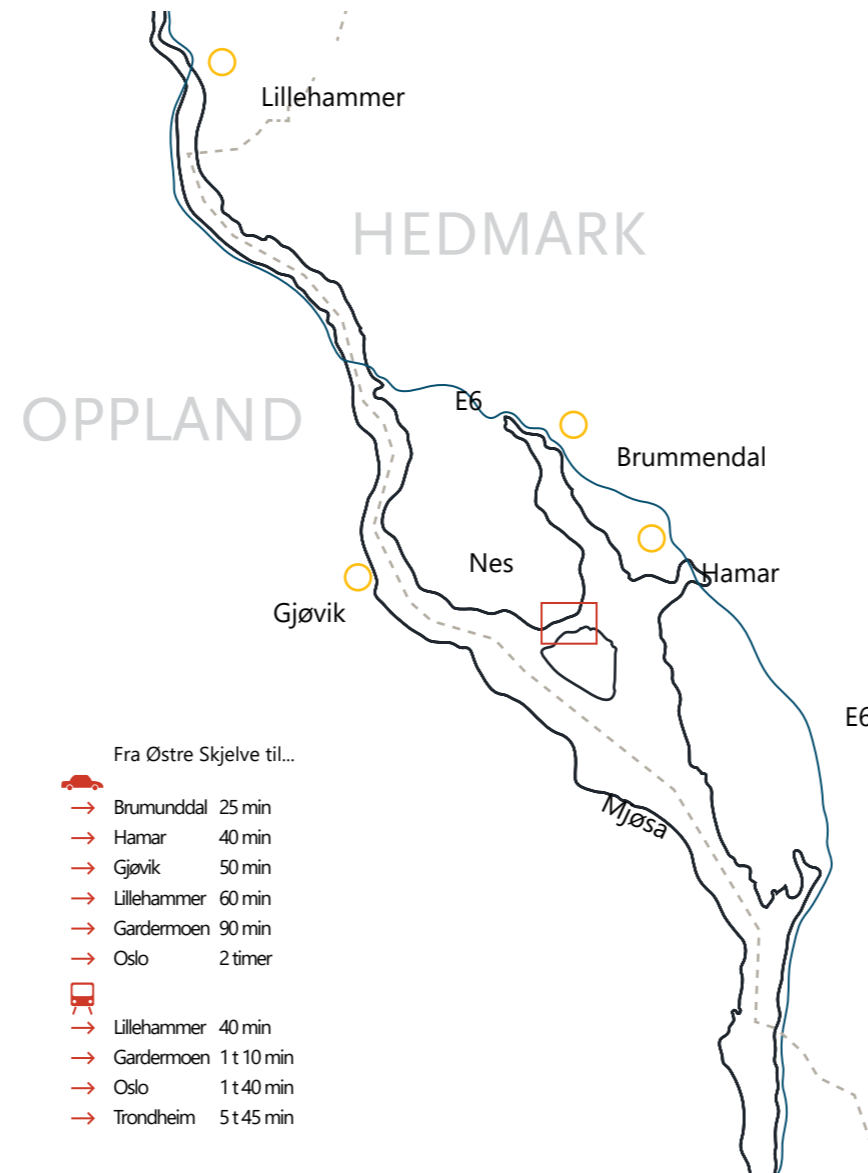 Lillehammer
HEDMARK
OPPLAND
E6
Brummendal
Nes
Hamar
Gjøvik
E6
Mjøsa
Fra Østre Skjelve til...
Brumunddal 25 min
Hamar 40 min
Gjøvik 50 min
Lillehammer 60 min
Gardermoen 90 min
Oslo 2 timer
Lillehammer 40 min
Gardermoen 1 t 10 min
Oslo 1 t 40 min
Trondheim 5 t 45 min